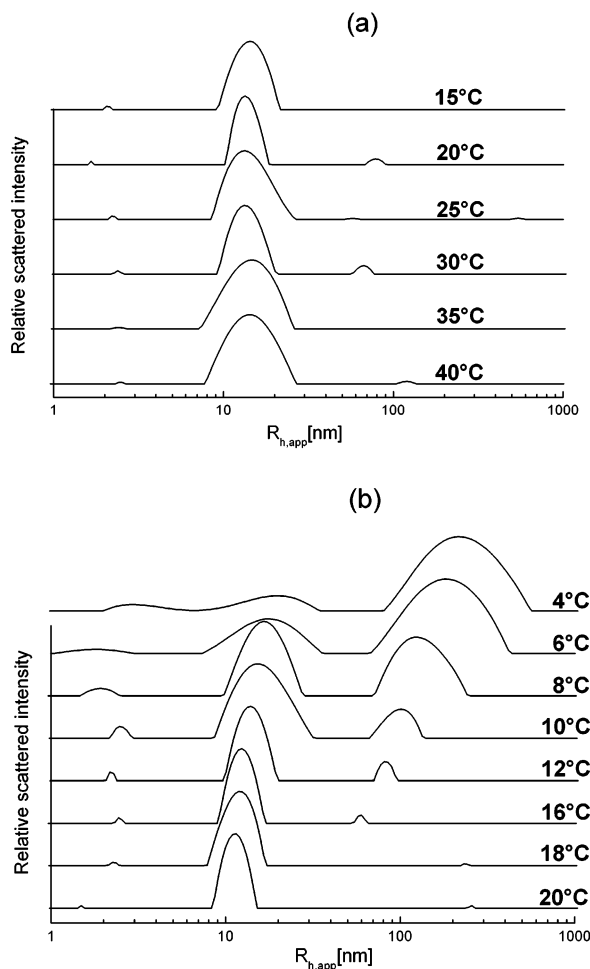 (a)
15°C
20°C
25°C
30°C
35°C
40°C
Relative scattered intensity
1 10 100 1000
Rh,app[nm]
(b)
4°C
6°C
8°C
10°C
12°C
16°C
18°C
20°C
Relative scattered intensity
1 10 100 1000
Rh,app[nm]